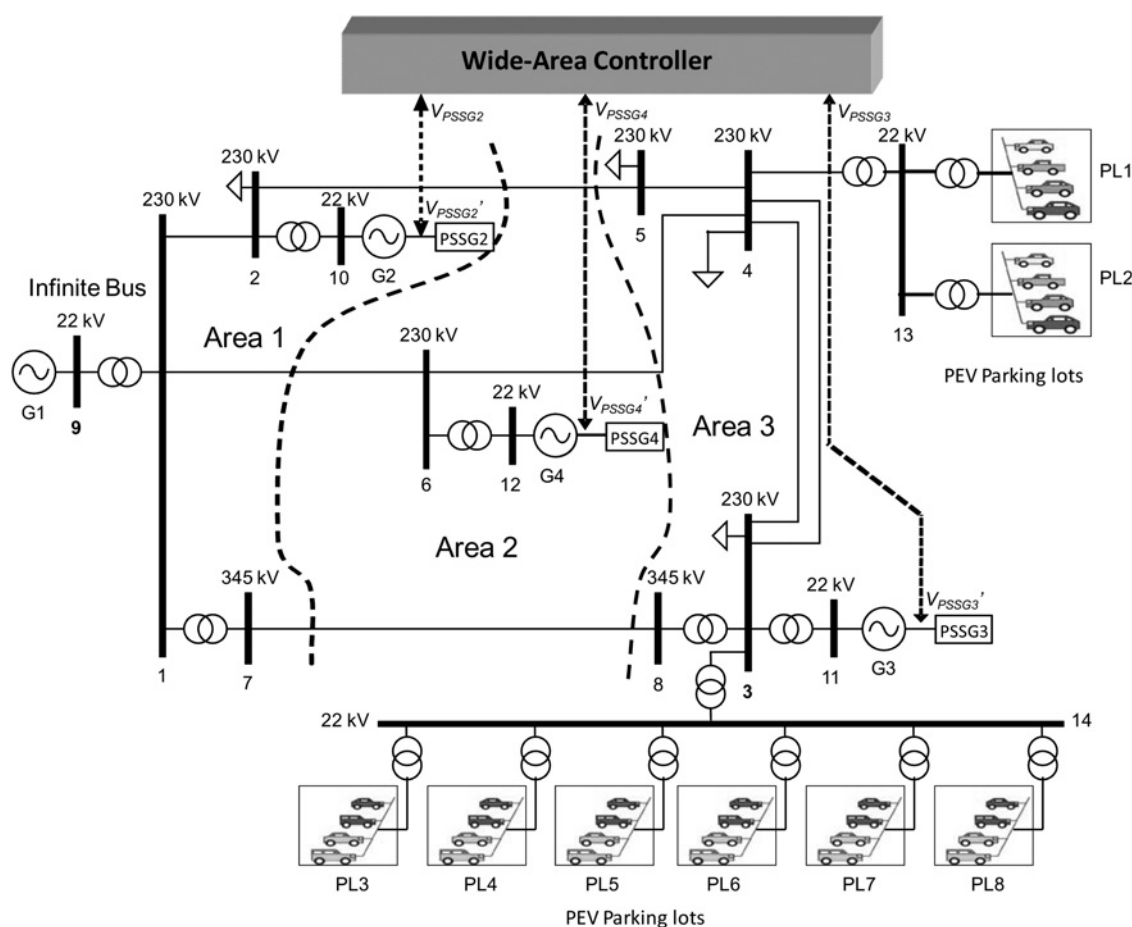 Wide-Area Controller
V_PSSG2
V_PSSG4
V_PSSG3
230 kV
230 kV
230 kV
22 kV
PL1
230 kV
22 kV
V_PSSG2'
PSSG2
5
4
2
10
G2
PL2
Infinite Bus
22 kV
Area 1
230 kV
13
PEV Parking lots
G1
9
22 kV
V_PSSG4'
PSSG4
Area 3
6
12
G4
230 kV
Area 2
345 kV
345 kV
22 kV
V_PSSG3'
PSSG3
1
7
8
3
11
G3
22 kV
14
PL3
PL4
PL5
PL6
PL7
PL8
PEV Parking lots